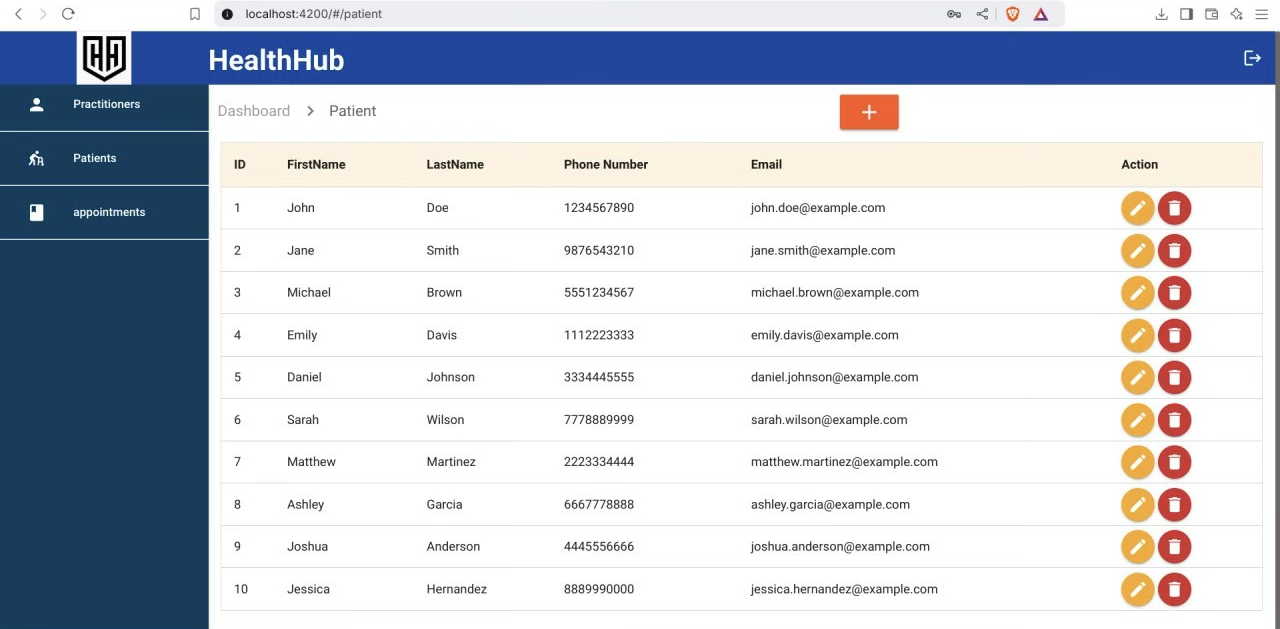 localhost:4200/#/patient
HealthHub
Practitioners
Patients
appointments
Dashboard > Patient
+
ID FirstName LastName Phone Number Email Action
1 John Doe 1234567890 john.doe@example.com
2 Jane Smith 9876543210 jane.smith@example.com
3 Michael Brown 5551234567 michael.brown@example.com
4 Emily Davis 1112223333 emily.davis@example.com
5 Daniel Johnson 3334445555 daniel.johnson@example.com
6 Sarah Wilson 7778889999 sarah.wilson@example.com
7 Matthew Martinez 2223334444 matthew.martinez@example.com
8 Ashley Garcia 6667778888 ashley.garcia@example.com
9 Joshua Anderson 4445556666 joshua.anderson@example.com
10 Jessica Hernandez 8889990000 jessica.hernandez@example.com